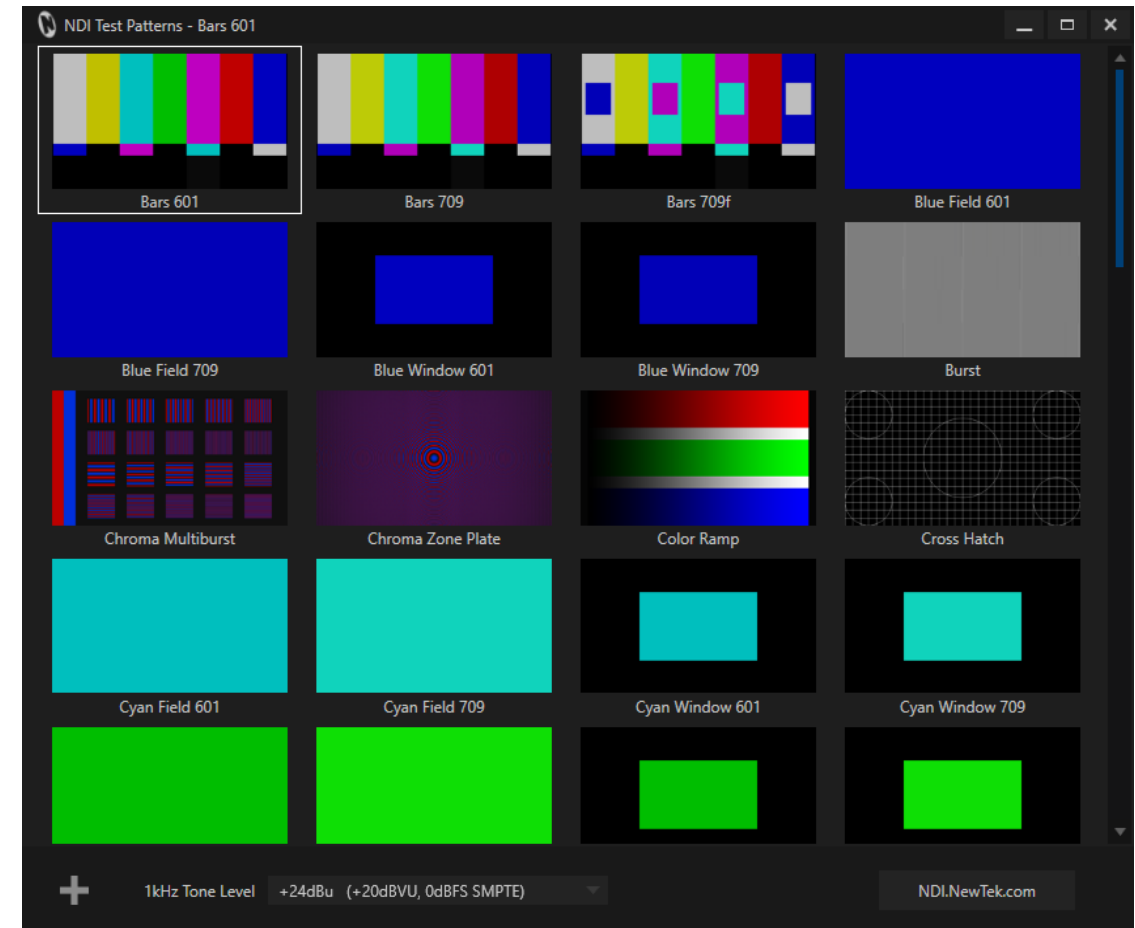 NDI Test Patterns - Bars 601
Bars 601
Bars 709
Bars 709f
Blue Field 601
Blue Field 709
Blue Window 601
Blue Window 709
Burst
Chroma Multiburst
Chroma Zone Plate
Color Ramp
Cross Hatch
Cyan Field 601
Cyan Field 709
Cyan Window 601
Cyan Window 709
1kHz Tone Level
+24dBu (+20dBVU, 0dBFS SMPTE)
NDI.NewTek.com